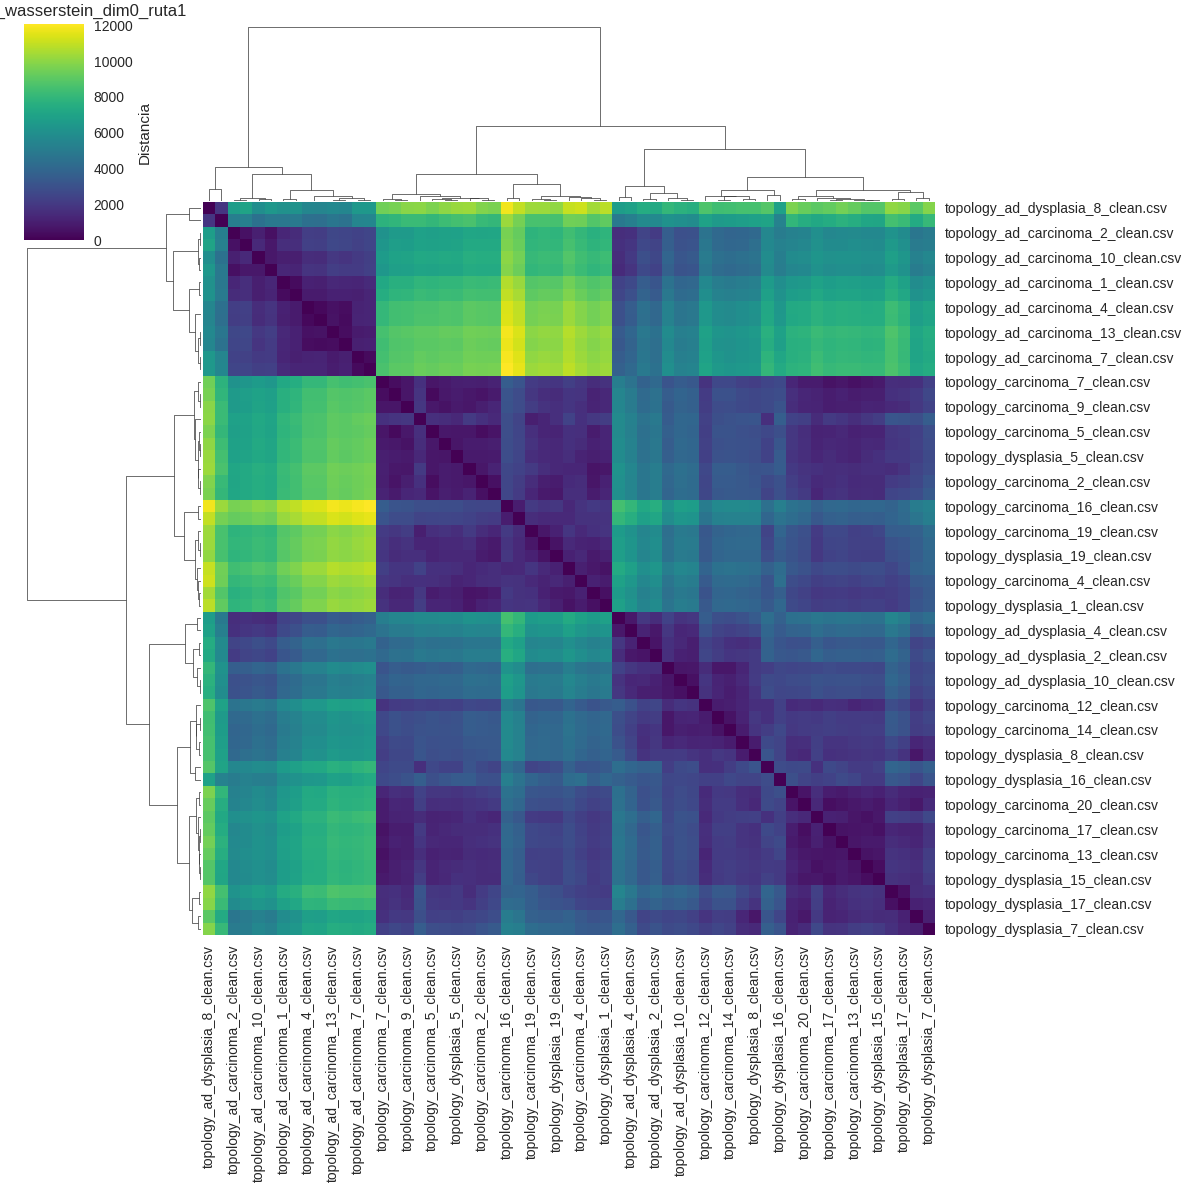 _wasserstein_dim0_ruta1
12000
10000
8000
6000
4000
2000
0
Distancia
topology_ad_dysplasia_8_clean.csv
topology_ad_carcinoma_2_clean.csv
topology_ad_carcinoma_10_clean.csv
topology_ad_carcinoma_1_clean.csv
topology_ad_carcinoma_4_clean.csv
topology_ad_carcinoma_13_clean.csv
topology_ad_carcinoma_7_clean.csv
topology_carcinoma_7_clean.csv
topology_carcinoma_9_clean.csv
topology_carcinoma_5_clean.csv
topology_dysplasia_5_clean.csv
topology_carcinoma_2_clean.csv
topology_carcinoma_16_clean.csv
topology_carcinoma_19_clean.csv
topology_dysplasia_19_clean.csv
topology_carcinoma_4_clean.csv
topology_dysplasia_1_clean.csv
topology_ad_dysplasia_4_clean.csv
topology_ad_dysplasia_2_clean.csv
topology_ad_dysplasia_10_clean.csv
topology_carcinoma_12_clean.csv
topology_carcinoma_14_clean.csv
topology_dysplasia_8_clean.csv
topology_dysplasia_16_clean.csv
topology_carcinoma_20_clean.csv
topology_carcinoma_17_clean.csv
topology_carcinoma_13_clean.csv
topology_dysplasia_15_clean.csv
topology_dysplasia_17_clean.csv
topology_dysplasia_7_clean.csv
topology_ad_dysplasia_8_clean.csv
topology_ad_carcinoma_2_clean.csv
topology_ad_carcinoma_10_clean.csv
topology_ad_carcinoma_1_clean.csv
topology_ad_carcinoma_4_clean.csv
topology_ad_carcinoma_13_clean.csv
topology_ad_carcinoma_7_clean.csv
topology_carcinoma_7_clean.csv
topology_carcinoma_9_clean.csv
topology_carcinoma_5_clean.csv
topology_dysplasia_5_clean.csv
topology_carcinoma_2_clean.csv
topology_carcinoma_16_clean.csv
topology_carcinoma_19_clean.csv
topology_dysplasia_19_clean.csv
topology_carcinoma_4_clean.csv
topology_dysplasia_1_clean.csv
topology_ad_dysplasia_4_clean.csv
topology_ad_dysplasia_2_clean.csv
topology_ad_dysplasia_10_clean.csv
topology_carcinoma_12_clean.csv
topology_carcinoma_14_clean.csv
topology_dysplasia_8_clean.csv
topology_dysplasia_16_clean.csv
topology_carcinoma_20_clean.csv
topology_carcinoma_17_clean.csv
topology_carcinoma_13_clean.csv
topology_dysplasia_15_clean.csv
topology_dysplasia_17_clean.csv
topology_dysplasia_7_clean.csv